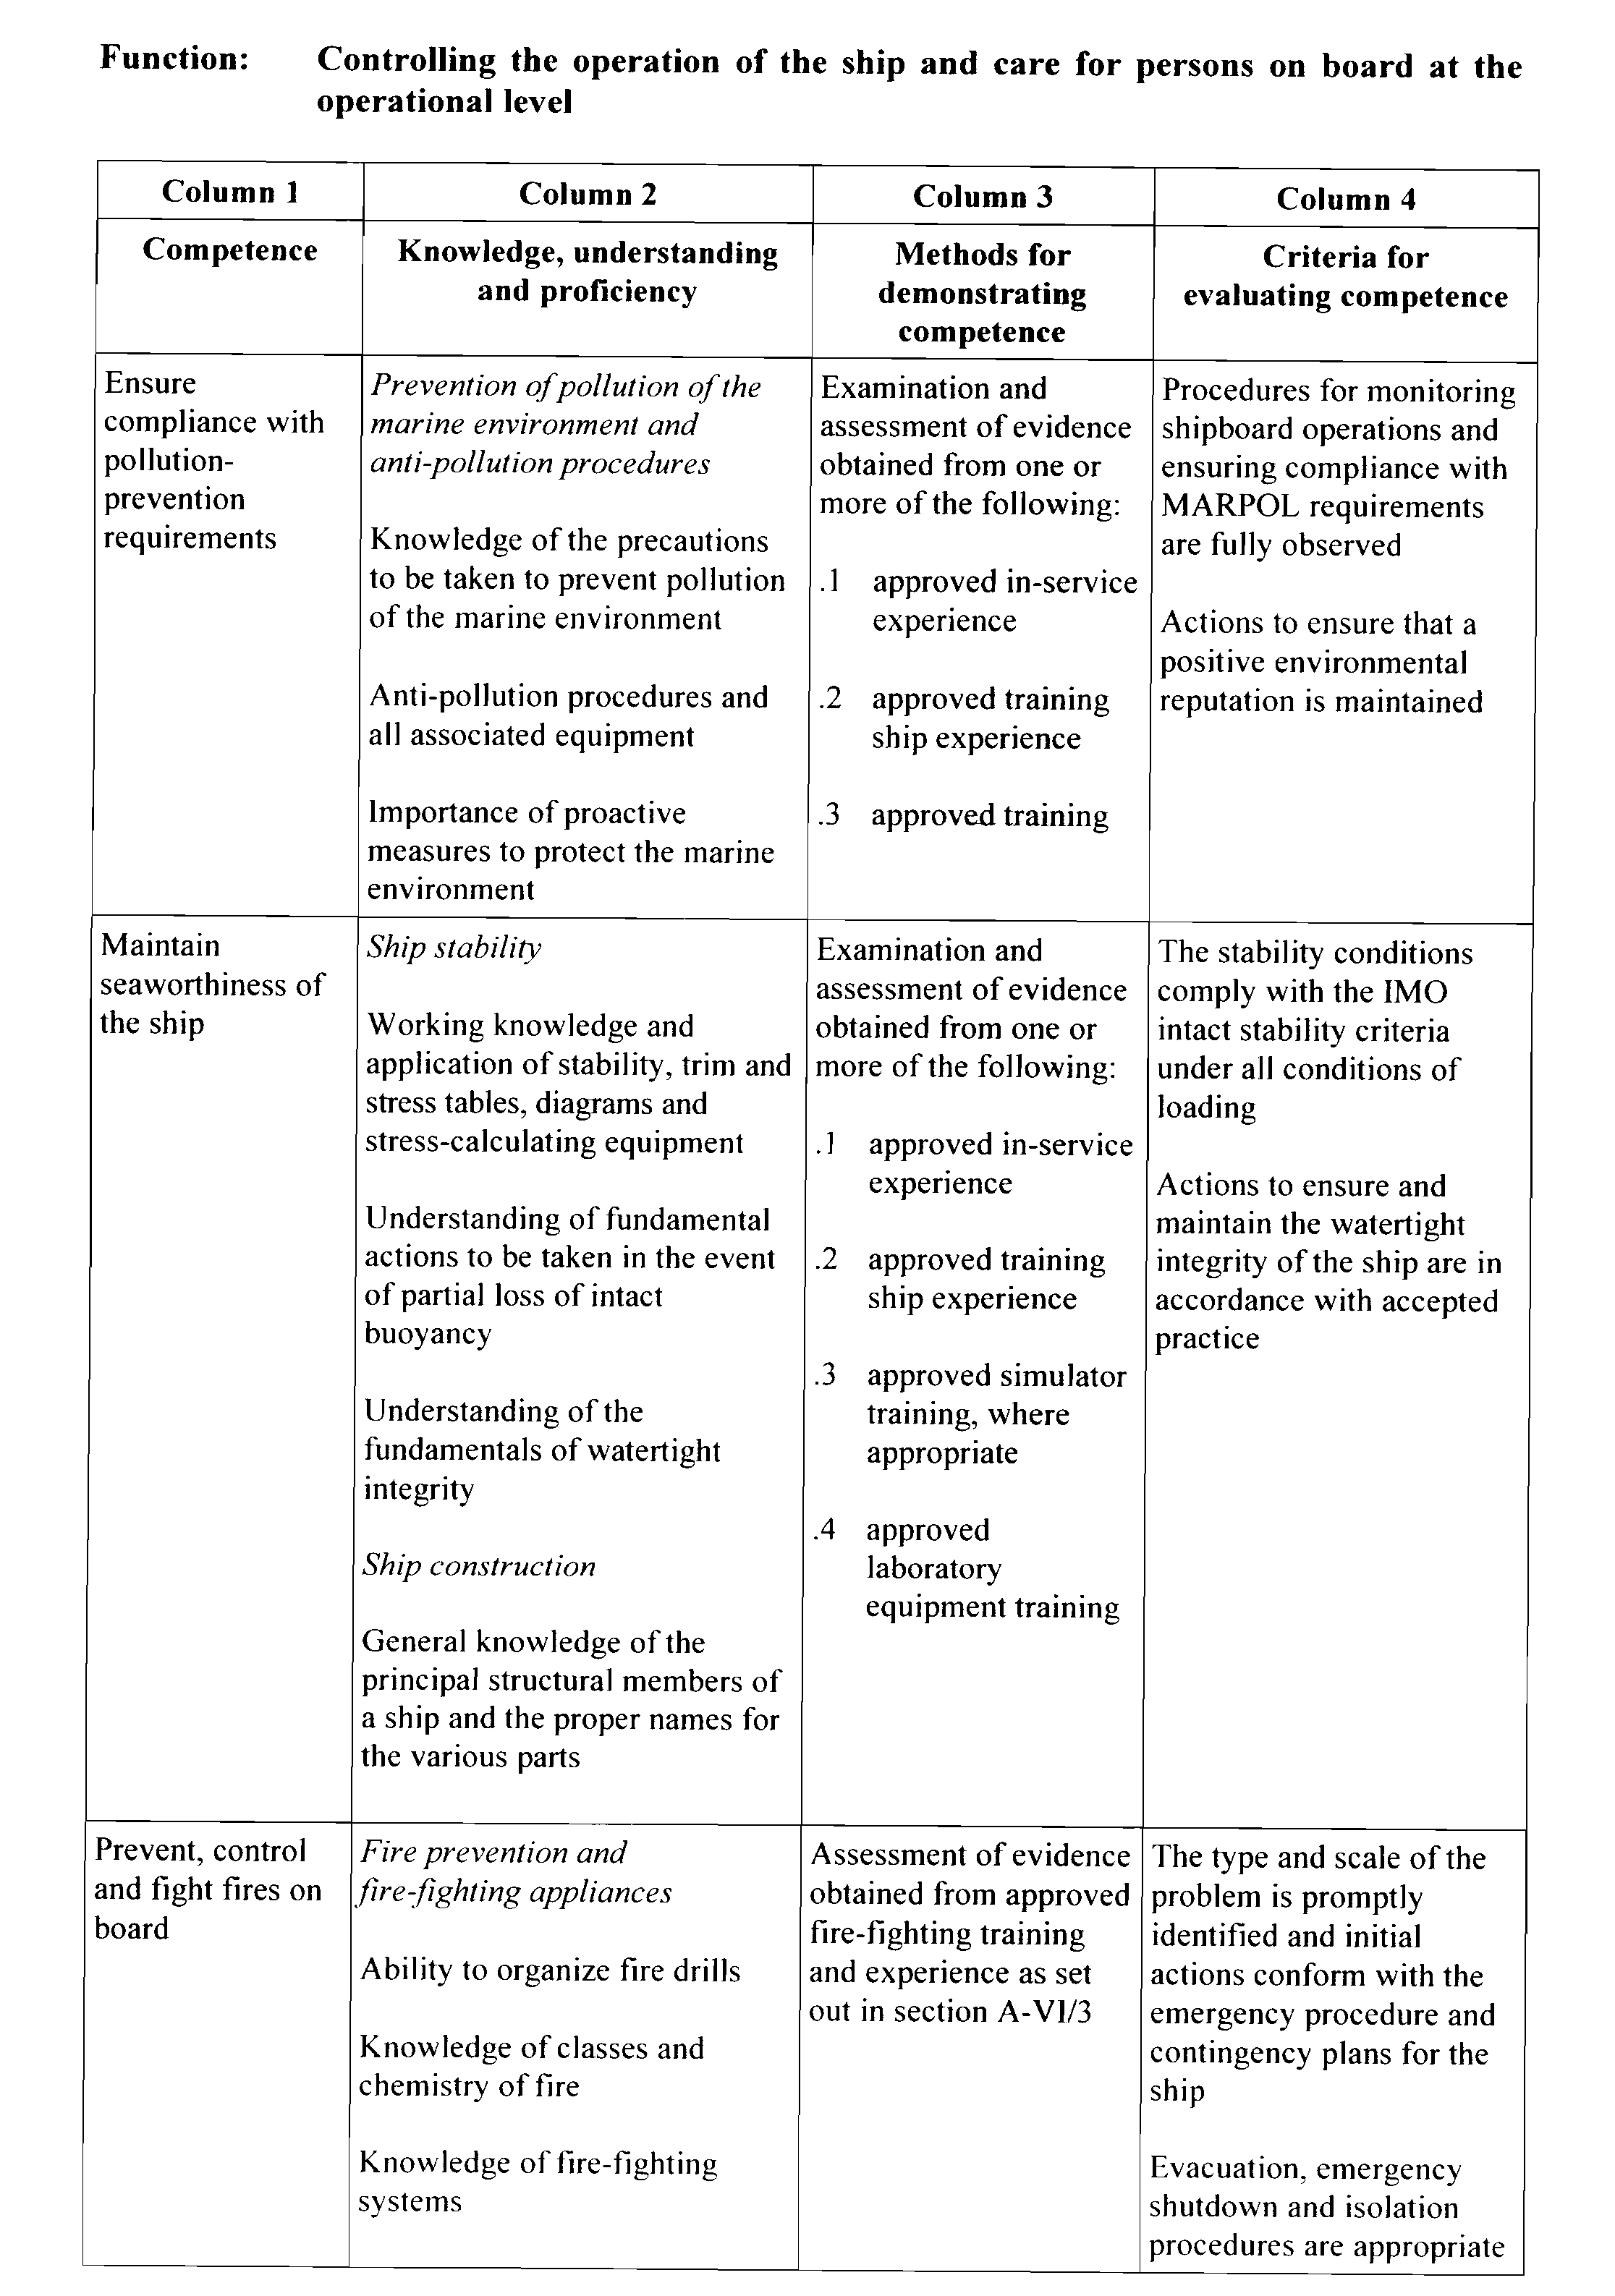 Function: Controlling the operation of the ship and care for persons on board at the
operational level
Column 1
Column 2
Column 3
Column 4
Competence
Knowledge, understanding
and proficiency
Methods for
demonstrating
competence
Criteria for
evaluating competence
Ensure
compliance with
pollution-
prevention
requirements
Prevention of pollution of the
marine environment and
anti-pollution procedures
Knowledge of the precautions
to be taken to prevent pollution
of the marine environment
Anti-pollution procedures and
all associated equipment
Importance of proactive
measures to protect the marine
environment
Examination and
assessment of evidence
obtained from one or
more of the following:
.1 approved in-service
experience
.2 approved training
ship experience
.3 approved training
Procedures for monitoring
shipboard operations and
ensuring compliance with
MARPOL requirements
are fully observed
Actions to ensure that a
positive environmental
reputation is maintained
Maintain
seaworthiness of
the ship
Ship stability
Working knowledge and
application of stability, trim and
stress tables, diagrams and
stress-calculating equipment
Understanding of fundamental
actions to be taken in the event
of partial loss of intact
buoyancy
Understanding of the
fundamentals of watertight
integrity
Ship construction
General knowledge of the
principal structural members of
a ship and the proper names for
the various parts
Examination and
assessment of evidence
obtained from one or
more of the following:
.1 approved in-service
experience
.2 approved training
ship experience
.3 approved simulator
training, where
appropriate
.4 approved
laboratory
equipment training
The stability conditions
comply with the IMO
intact stability criteria
under all conditions of
loading
Actions to ensure and
maintain the watertight
integrity of the ship are in
accordance with accepted
practice
Prevent, control
and fight fires on
board
Fire prevention and
fire-fighting appliances
Ability to organize fire drills
Knowledge of classes and
chemistry of fire
Knowledge of fire-fighting
systems
Assessment of evidence
obtained from approved
fire-fighting training
and experience as set
out in section A-VI/3
The type and scale of the
problem is promptly
identified and initial
actions conform with the
emergency procedure and
contingency plans for the
ship
Evacuation, emergency
shutdown and isolation
procedures are appropriate